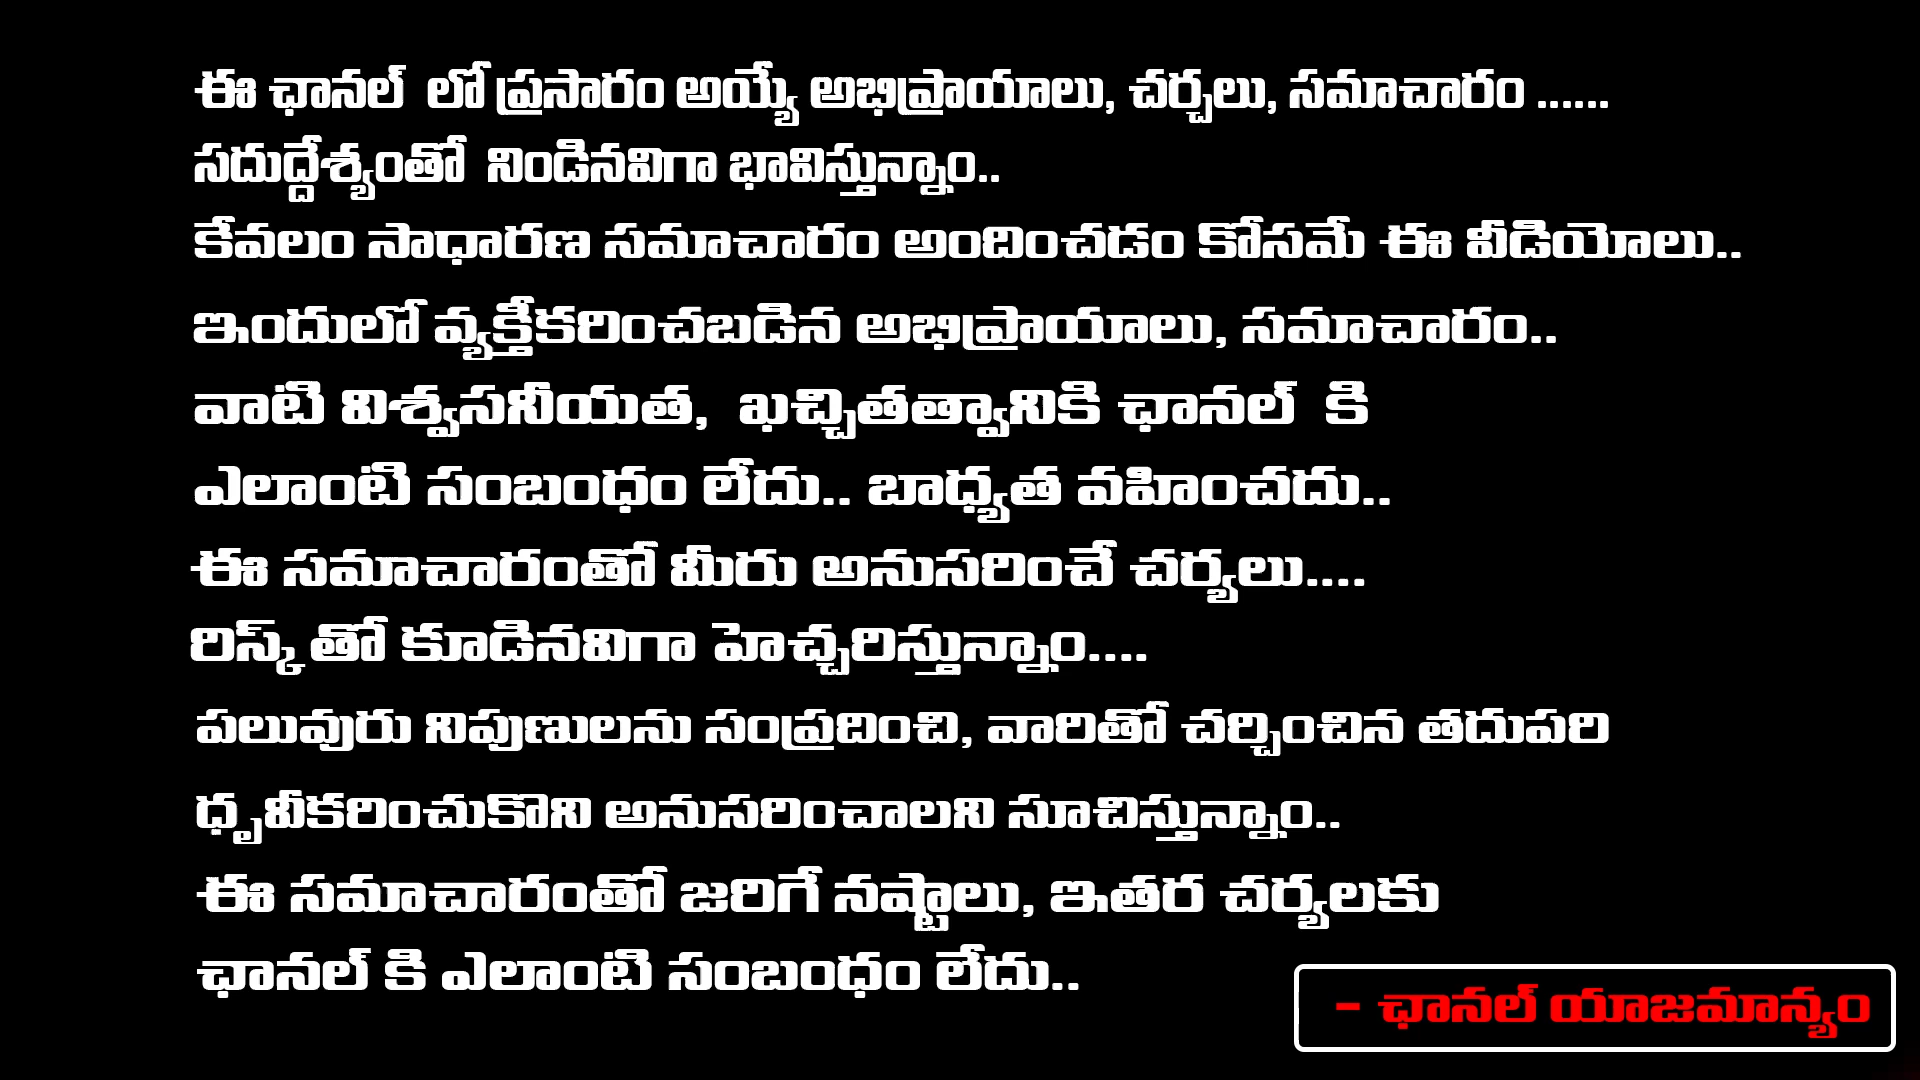 ఈ ఛానల్ లో ప్రసారం అయ్యే అభిప్రాయాలు, చర్చలు, సమాచారం ......
సదుద్దేశ్యంతో నిండినవిగా భావిస్తున్నాం..
కేవలం సాధారణ సమాచారం అందించడం కోసమే ఈ వీడియోలు..
ఇందులో వ్యక్తీకరించబడిన అభిప్రాయాలు, సమాచారం..
వాటి విశ్వసనీయత, ఖచ్చితత్వానికి ఛానల్ కి
ఎలాంటి సంబంధం లేదు.. బాధ్యత వహించదు..
ఈ సమాచారంతో మీరు అనుసరించే చర్యలు....
రిస్క్ తో కూడినవిగా హెచ్చరిస్తున్నాం....
పలువురు నిపుణులను సంప్రదించి, వారితో చర్చించిన తదుపరి
ధృవీకరించుకొని అనుసరించాలని సూచిస్తున్నాం..
ఈ సమాచారంతో జరిగే నష్టాలు, ఇతర చర్యలకు
ఛానల్ కి ఎలాంటి సంబంధం లేదు..
- ఛానల్ యాజమాన్యం